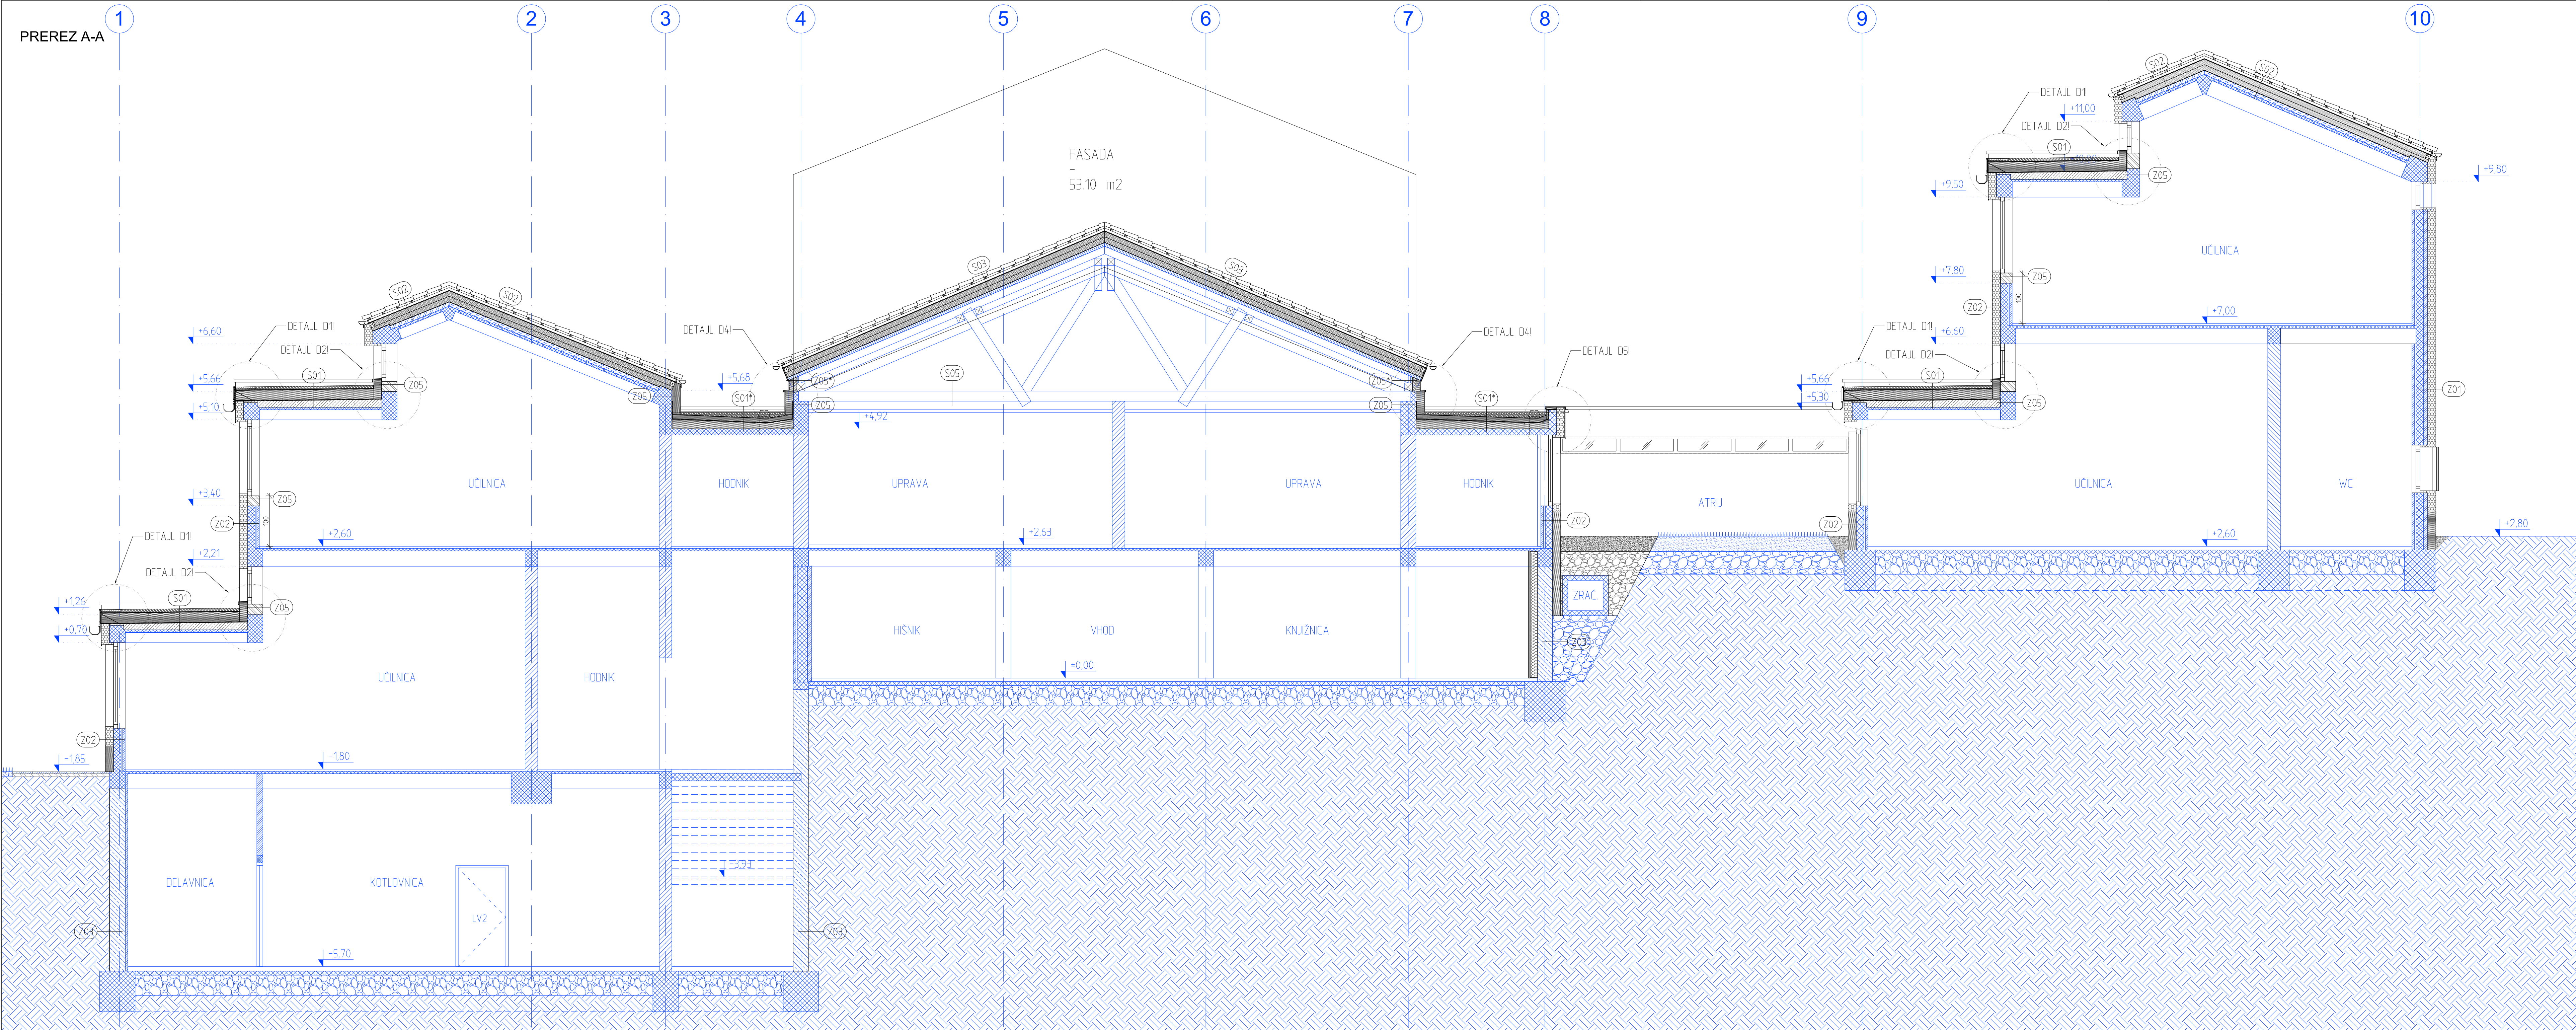 1 2 3 4 5 6 7 8 9 10
PREREZ A-A
FASADA
-
53.10 m2
S02 S02
DETAJL D1!
+11,00
DETAJL D2!
S01
Z05
+9,50
+9,80
UČILNICA
+7,80
Z05
100
Z02
+7,00
+6,60
S03 S03
S02 S02
+6,60
DETAJL D1!
DETAJL D2!
S01
+5,66
Z05
+5,10
DETAJL D4!
+5,68
Z05
S01*
Z05*
Z05
S05
+4,92
Z05*
Z05
S01*
DETAJL D4!
DETAJL D5!
DETAJL D1!
DETAJL D2!
S01
+5,66
+5,30
Z05
Z01
UČILNICA
HODNIK
UPRAVA
UPRAVA
HODNIK
ATRIJ
UČILNICA
WC
+3,40
Z05
100
Z02
+2,60
+2,63
Z02
Z02
+2,60
+2,80
DETAJL D1!
+2,21
DETAJL D2!
S01
+1,26
Z05
+0,70
ZRAČ.
HIŠNIK
VHOD
KNJIŽNICA
Z03
±0,00
UČILNICA
HODNIK
Z02
-1,85
-1,80
-3,93
DELAVNICA
KOTLOVNICA
LV2
Z03
Z03
-5,70